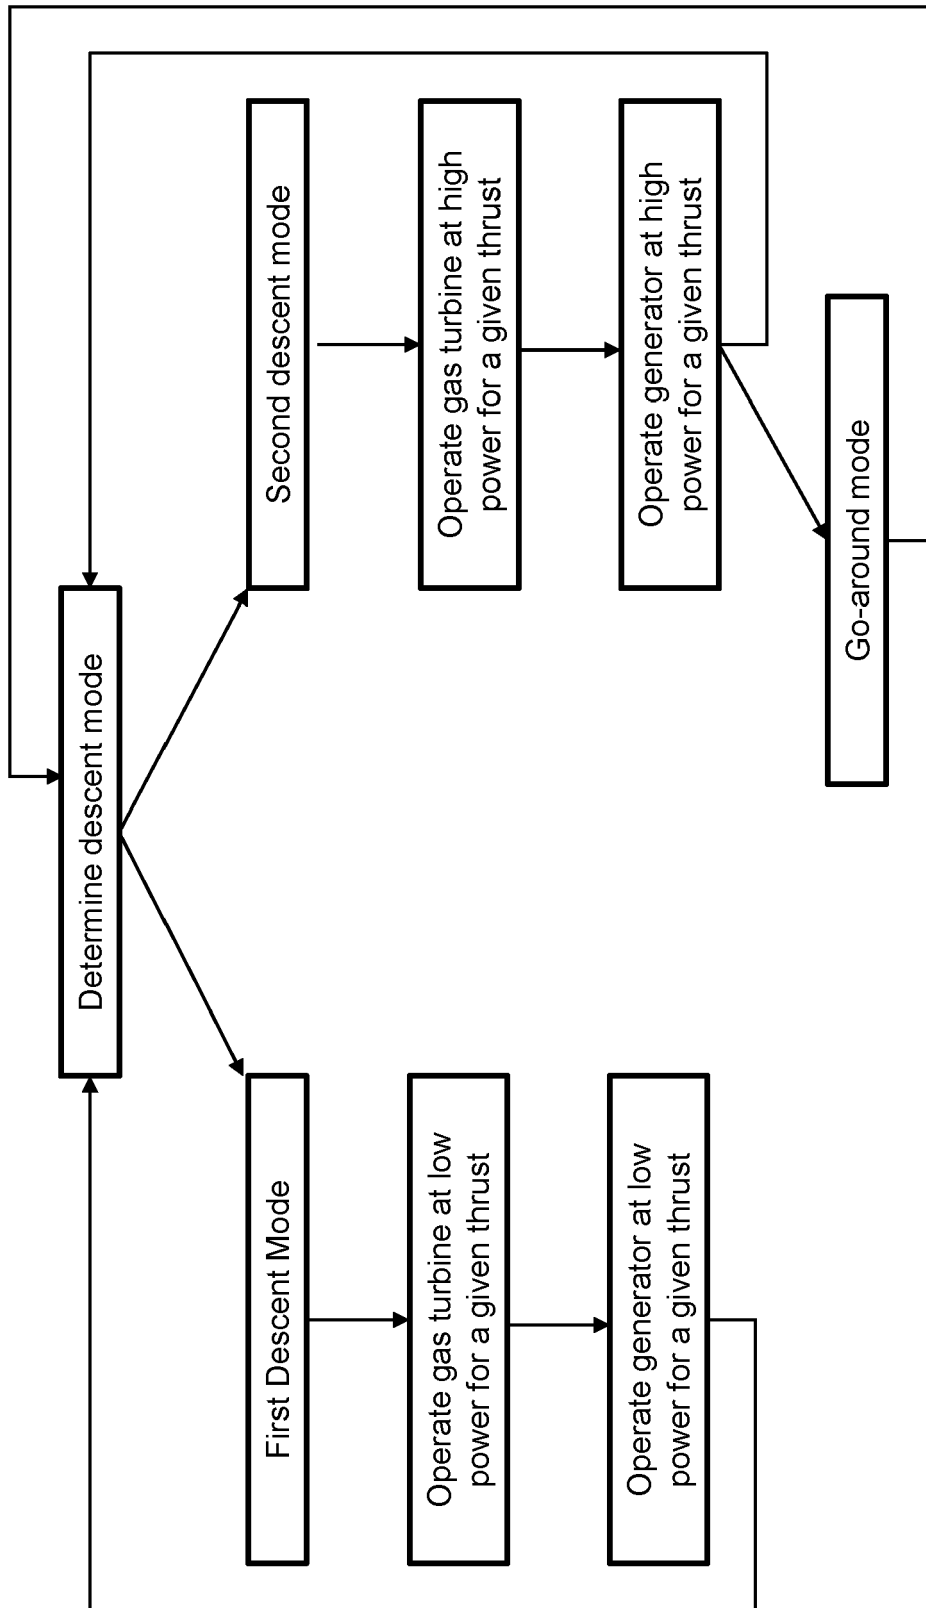 Determine descent mode
First Descent Mode
Operate gas turbine at low
power for a given thrust
Operate generator at low
power for a given thrust
Second descent mode
Operate gas turbine at high
power for a given thrust
Operate generator at high
power for a given thrust
Go-around mode